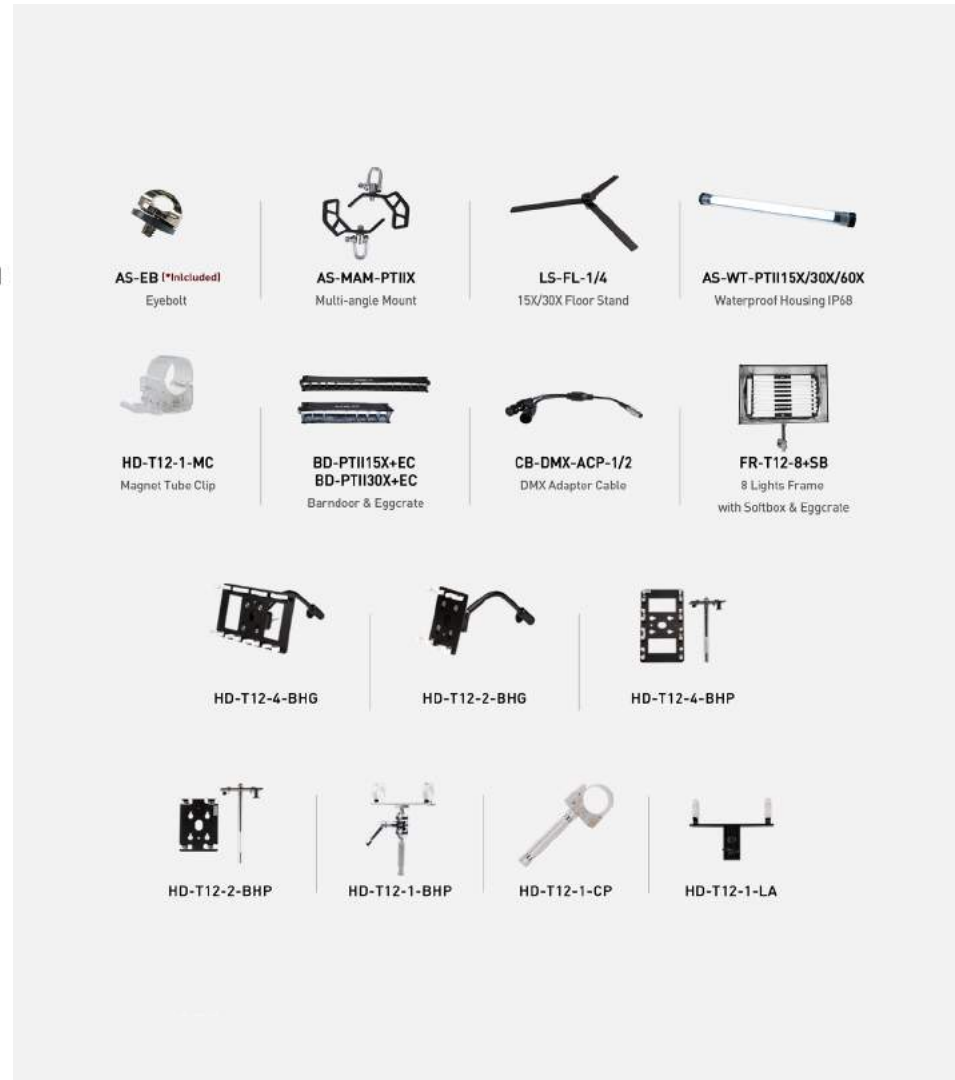 AS-EB (*Inlcluded)
Eyebolt
AS-MAM-PTIIX
Multi-angle Mount
LS-FL-1/4
15X/30X Floor Stand
AS-WT-PTII15X/30X/60X
Waterproof Housing IP68
HD-T12-1-MC
Magnet Tube Clip
BD-PTII15X+EC
BD-PTII30X+EC
Barndoor & Eggcrate
CB-DMX-ACP-1/2
DMX Adapter Cable
FR-T12-8+SB
8 Lights Frame
with Softbox & Eggcrate
HD-T12-4-BHG
HD-T12-2-BHG
HD-T12-4-BHP
HD-T12-2-BHP
HD-T12-1-BHP
HD-T12-1-CP
HD-T12-1-LA